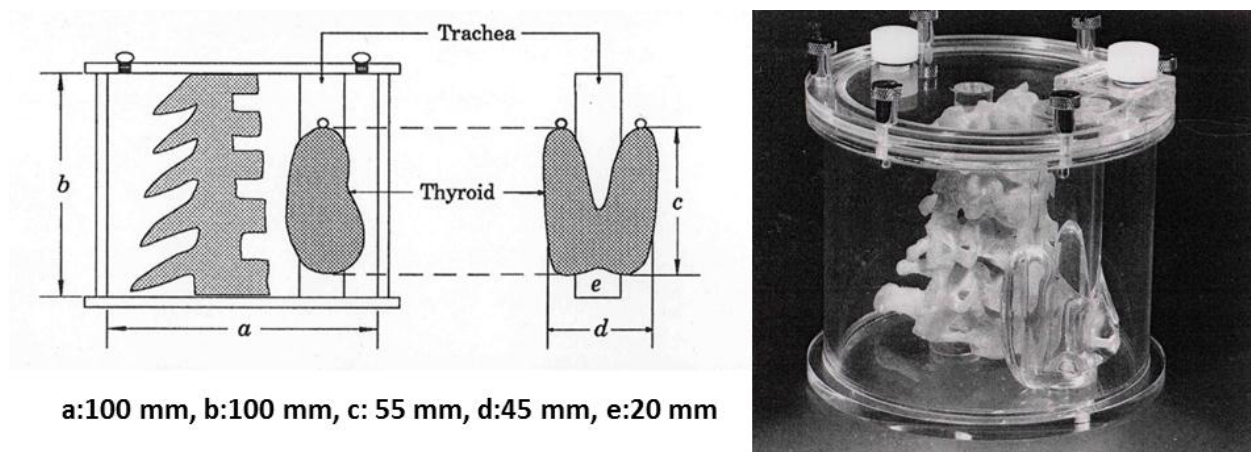 Trachea
b
Thyroid
c
e
a
d
a:100 mm, b:100 mm, c: 55 mm, d:45 mm, e:20 mm